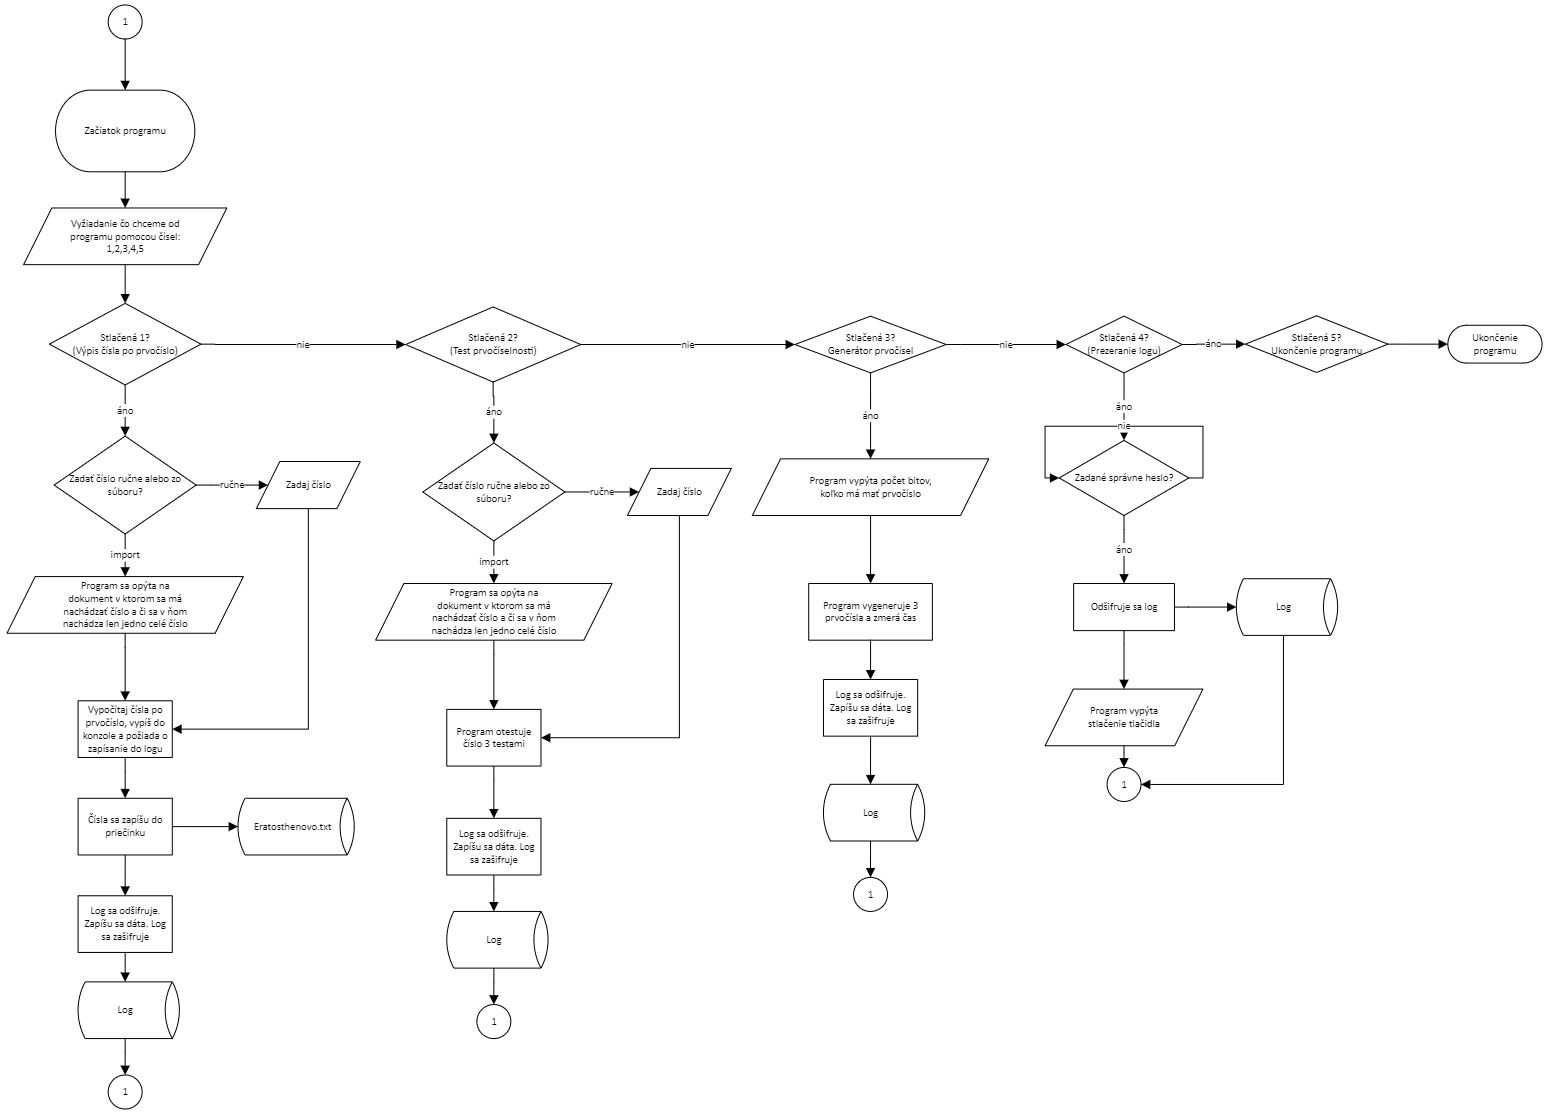 1
Začiatok programu
Vyžiadanie čo chceme od
programu pomocou čísel:
1,2,3,4,5
Stlačená 1?
(Výpis čísla po prvočíslo)
nie
Stlačená 2?
(Test prvočíselnosti)
nie
Stlačená 3?
Generátor prvočísel
nie
Stlačená 4?
(Prezeranie logu)
áno
Stlačená 5?
Ukončenie programu
Ukončenie
programu
áno
Zadať číslo ručne alebo zo
súboru?
ručne
Zadaj číslo
import
Program sa opýta na
dokument v ktorom sa má
nachádzať číslo a či sa v ňom
nachádza len jedno celé číslo
Vypočítaj čísla po
prvočíslo, vypíš do
konzole a požiada o
zapísanie do logu
Čísla sa zapíšu do
priečinku
Eratosthenovo.txt
Log sa odšifruje.
Zapíšu sa dáta. Log
sa zašifruje
Log
1
áno
Zadať číslo ručne alebo zo
súboru?
ručne
Zadaj číslo
import
Program sa opýta na
dokument v ktorom sa má
nachádzať číslo a či sa v ňom
nachádza len jedno celé číslo
Program otestuje
číslo 3 testami
Log sa odšifruje.
Zapíšu sa dáta. Log
sa zašifruje
Log
1
áno
Program vypýta počet bitov,
koľko má mať prvočíslo
Program vygeneruje 3
prvočísla a zmerá čas
Log sa odšifruje.
Zapíšu sa dáta. Log
sa zašifruje
Log
1
áno
nie
Zadané správne heslo?
áno
Odšifruje sa log
Log
Program vypýta
stlačenie tlačidla
1